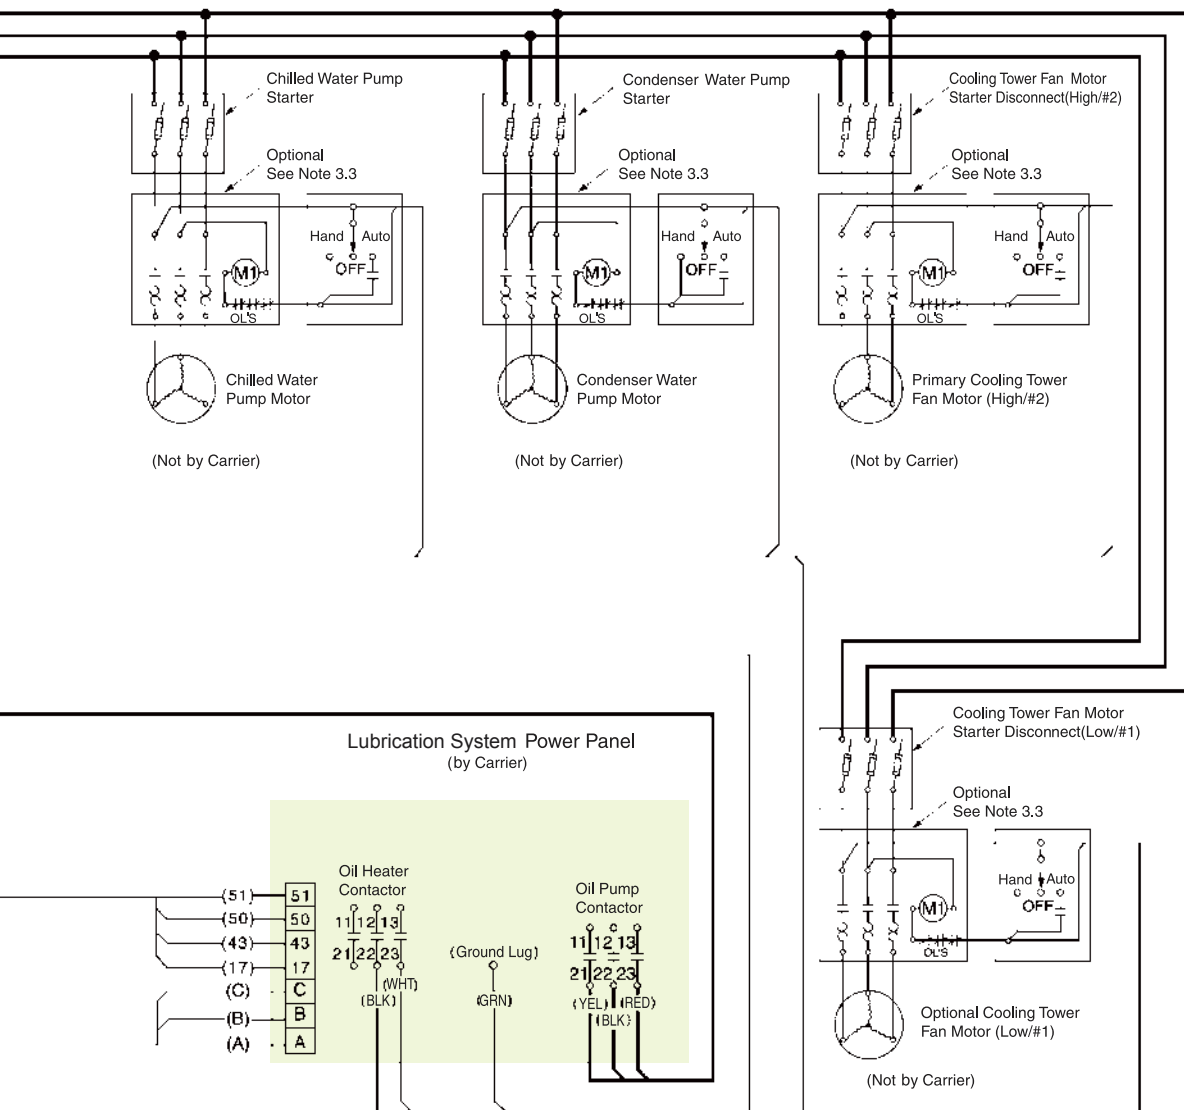 Chilled Water Pump
Starter
Condenser Water Pump
Starter
Cooling Tower Fan Motor
Starter Disconnect(High/#2)
Optional
See Note 3.3
Optional
See Note 3.3
Optional
See Note 3.3
Hand Auto
OFF
M1
OL'S
Hand Auto
OFF
M1
OL'S
Hand Auto
OFF
M1
OL'S
Chilled Water
Pump Motor
Condenser Water
Pump Motor
Primary Cooling Tower
Fan Motor (High/#2)
(Not by Carrier)
(Not by Carrier)
(Not by Carrier)
Cooling Tower Fan Motor
Starter Disconnect(Low/#1)
Optional
See Note 3.3
Hand Auto
OFF
M1
OL'S
Optional Cooling Tower
Fan Motor (Low/#1)
(Not by Carrier)
Lubrication System Power Panel
(by Carrier)
Oil Heater
Contactor
11 12 13
21 22 23
(WHT)
(BLK)
(Ground Lug)
(GRN)
Oil Pump
Contactor
11 12 13
21 22 23
(YEL) (RED)
(BLK)
(51) 51
(50) 50
(43) 43
(17) 17
(C) C
(B) B
(A) A